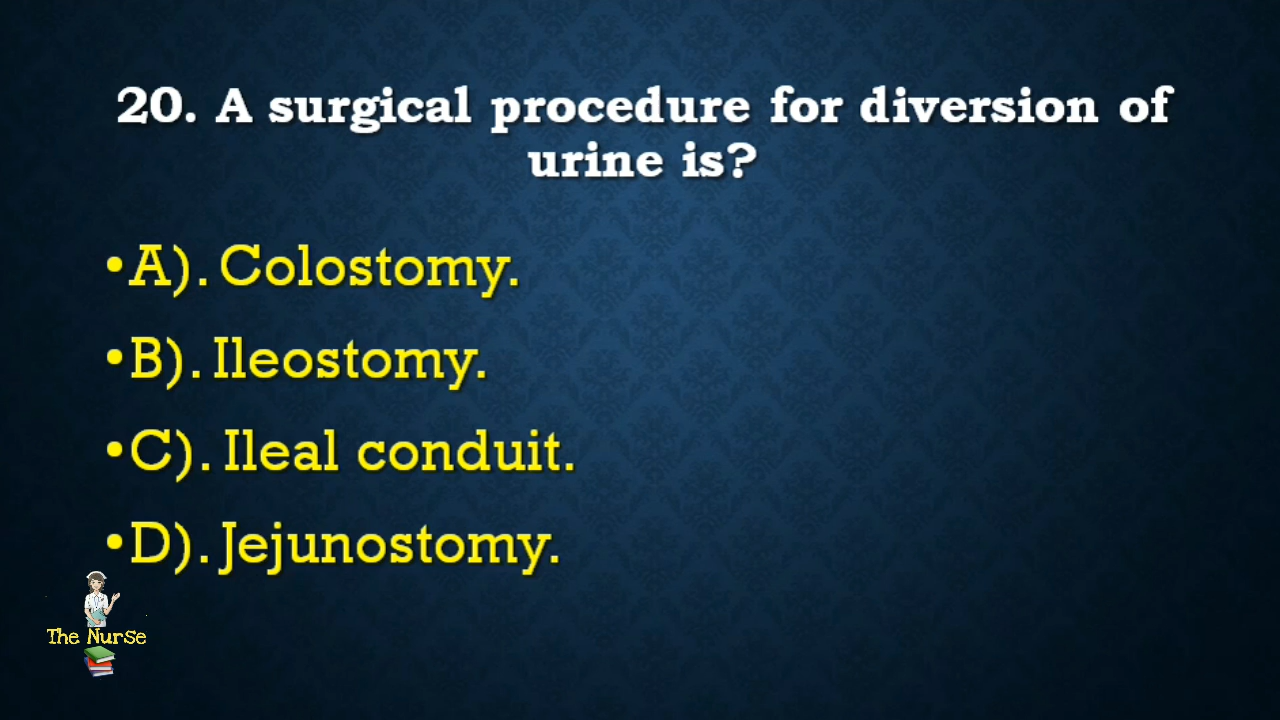 20. A surgical procedure for diversion of
urine is?
•A). Colostomy.
•B). Ileostomy.
•C). Ileal conduit.
•D). Jejunostomy.
The Nurse